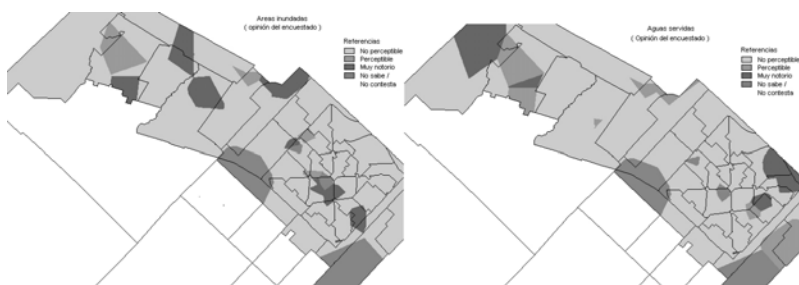 Areas inundadas
( opinión del encuestado )
Referencias
No perceptible
Perceptible
Muy notorio
No sabe /
No contesta
Aguas servidas
( Opinión del encuestado )
Referencias
No perceptible
Perceptible
Muy notorio
No sabe /
No contesta